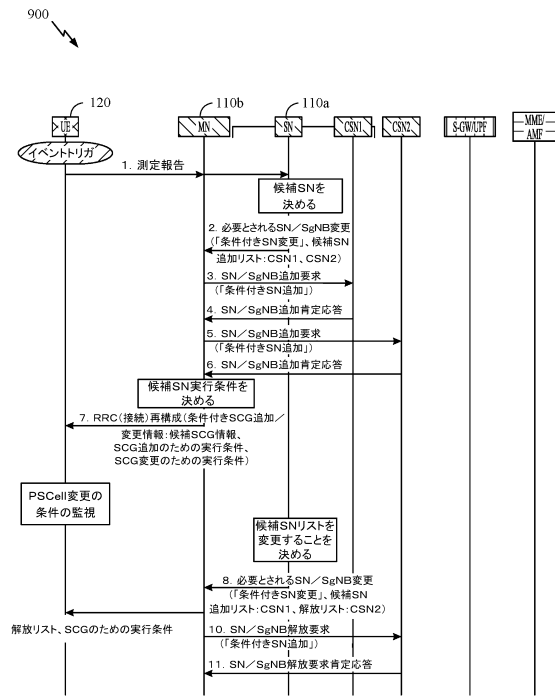 900
120
110b
110a
UE
MN
SN
CSN1
CSN2
S-GW/UPF
MME/
AMF
イベントトリガ
1. 測定報告
候補SNを
決める
2. 必要とされるSN／SgNB変更
(「条件付きSN変更」、候補SN
追加リスト：CSN1、CSN2)
3. SN／SgNB追加要求
(「条件付きSN追加」)
4. SN／SgNB追加肯定応答
5. SN／SgNB追加要求
(「条件付きSN追加」)
6. SN／SgNB追加肯定応答
候補SN実行条件を
決める
7. RRC(接続)再構成(条件付きSCG追加／
変更情報：候補SCG情報、
SCG追加のための実行条件、
SCG変更のための実行条件)
PSCell変更の
条件の監視
候補SNリストを
変更することを
決める
8. 必要とされるSN／SgNB変更
(「条件付きSN変更」、候補SN
追加リスト：CSN1、解放リスト：CSN2)
解放リスト、SCGのための実行条件
10. SN／SgNB解放要求
(「条件付きSN追加」)
11. SN／SgNB解放要求肯定応答